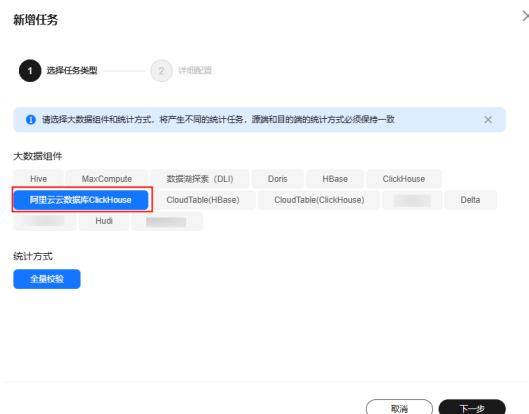 新增任务
1 选择任务类型 2 详细配置
请选择大数据组件和统计方式，将产生不同的统计任务，源端和目的端的统计方式必须保持一致
大数据组件
Hive MaxCompute 数据湖探索（DLI） Doris HBase ClickHouse
阿里云云数据库ClickHouse CloudTable(HBase) CloudTable(ClickHouse) Delta
Hudi
统计方式
全量校验
取消 下一步